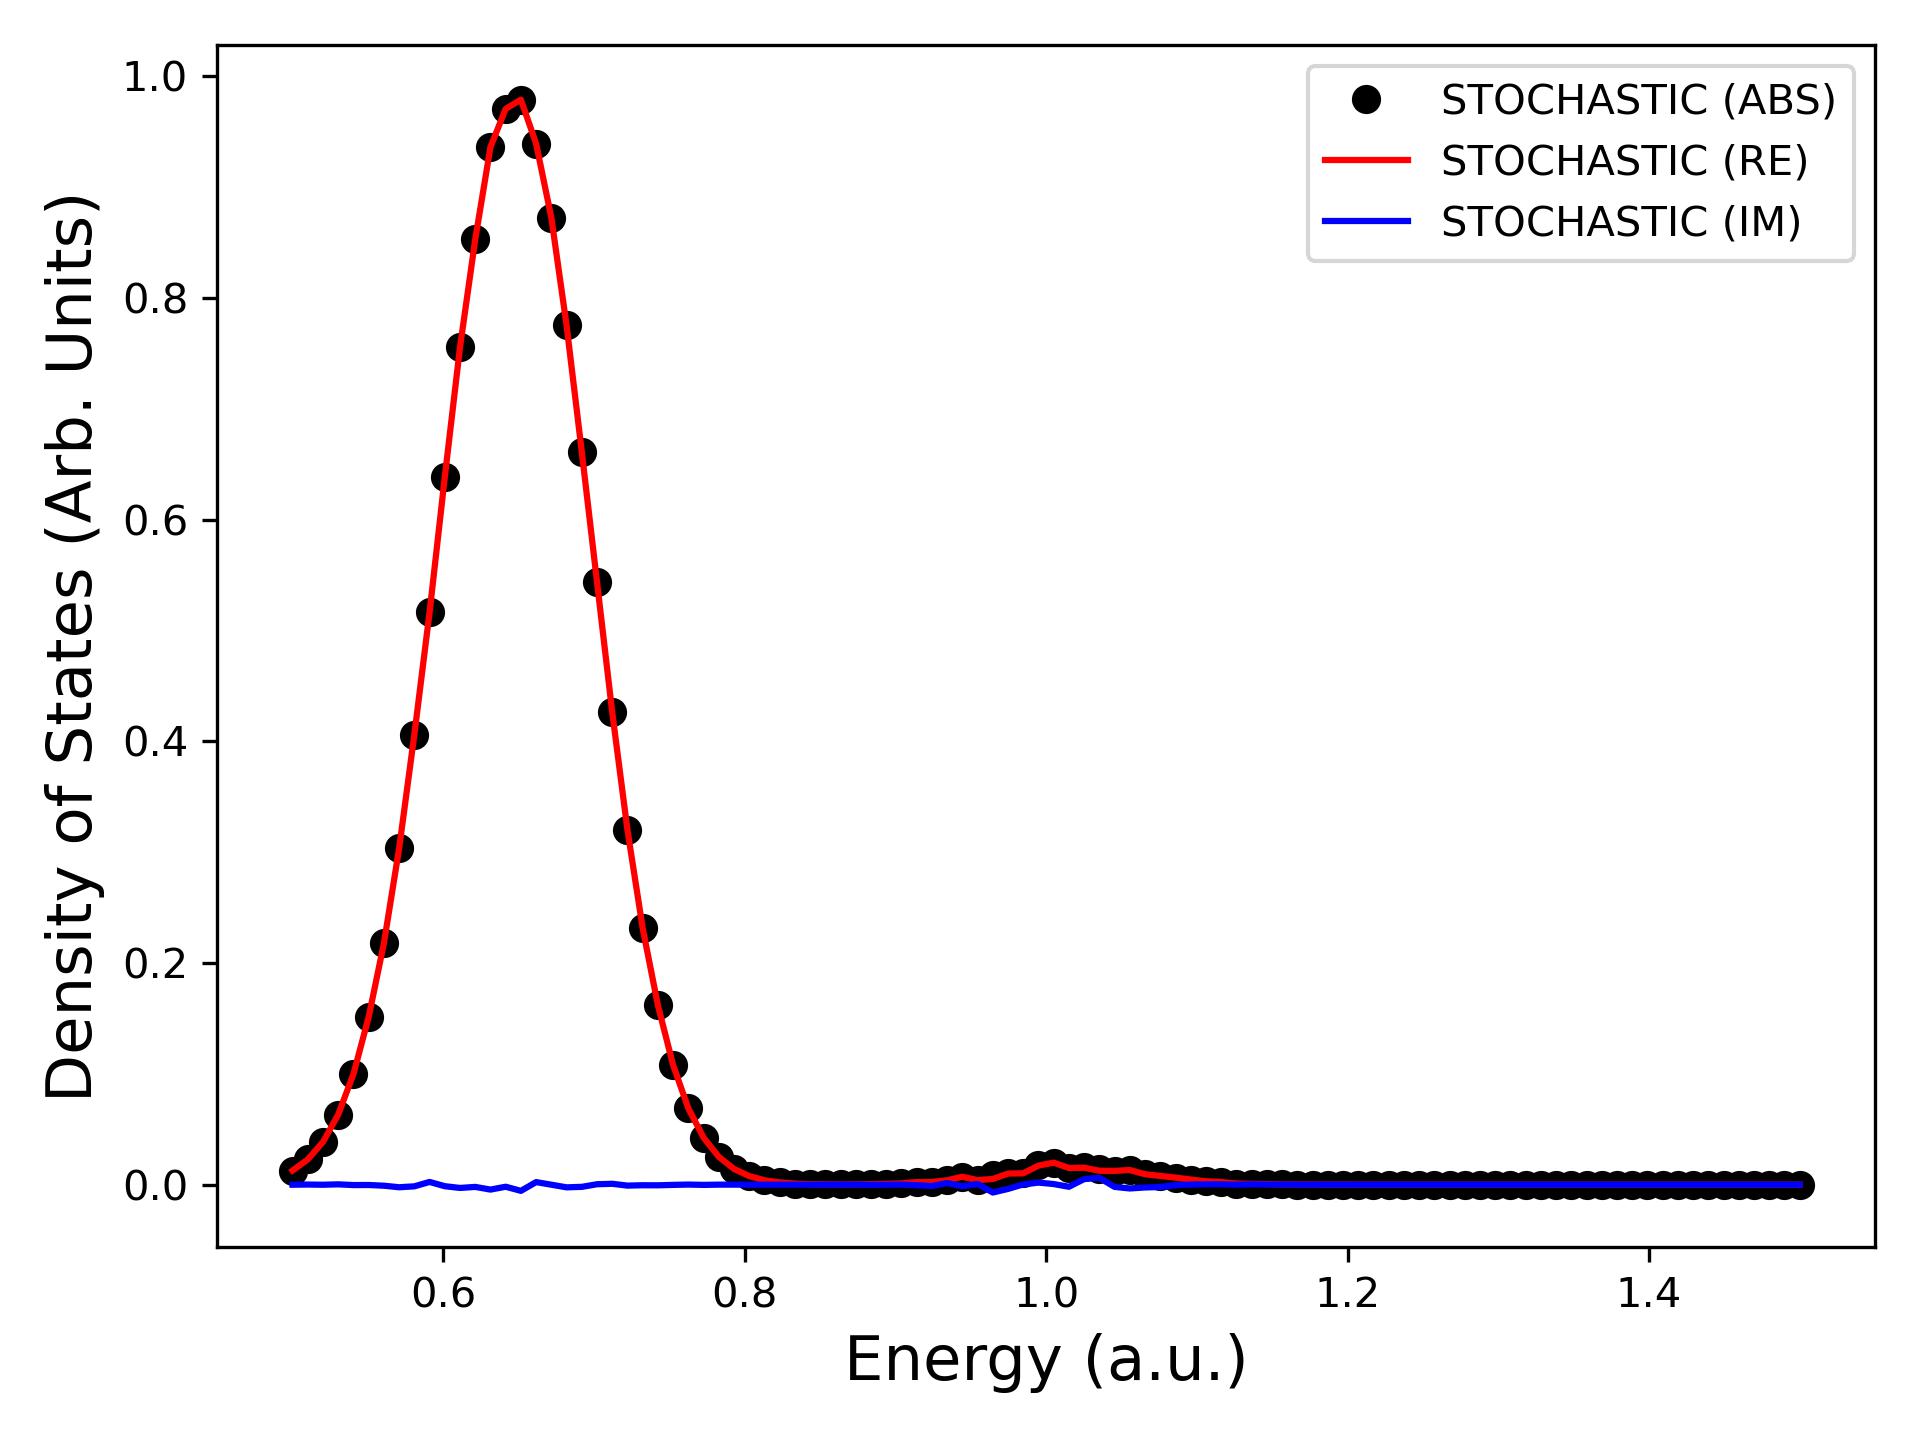 STOCHASTIC (ABS)
STOCHASTIC (RE)
STOCHASTIC (IM)
Density of States (Arb. Units)
1.0
0.8
0.6
0.4
0.2
0.0
0.6 0.8 1.0 1.2 1.4
Energy (a.u.)